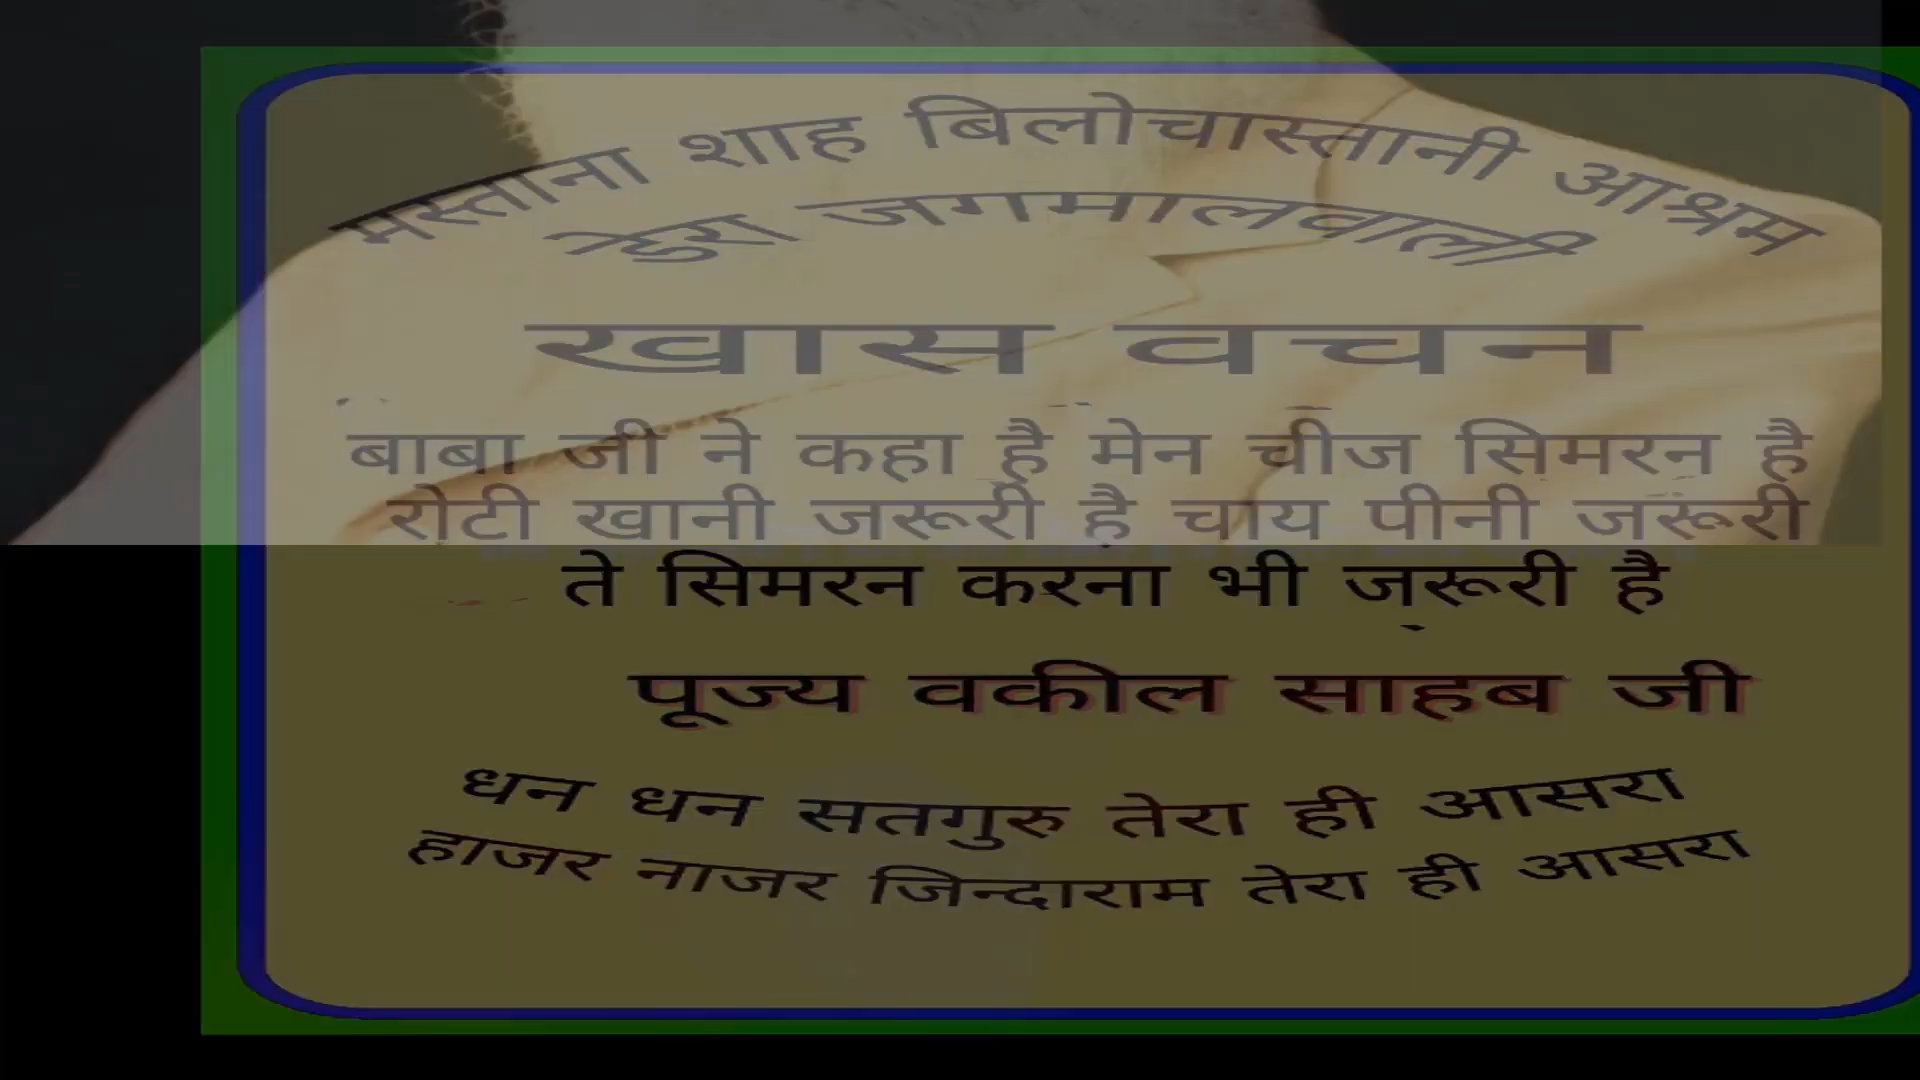 मस्ताना शाह बिलोचास्तानी आश्रम
डेरा जगमालवाली
खास वचन
बाबा जी ने कहा है मेन चीज सिमरन है
रोटी खानी जरूरी है चाय पीनी जरूरी
ते सिमरन करना भी जरूरी है
पूज्य वकील साहब जी
धन धन सतगुरु तेरा ही आसरा
हाजर नाजर जिन्दाराम तेरा ही आसरा